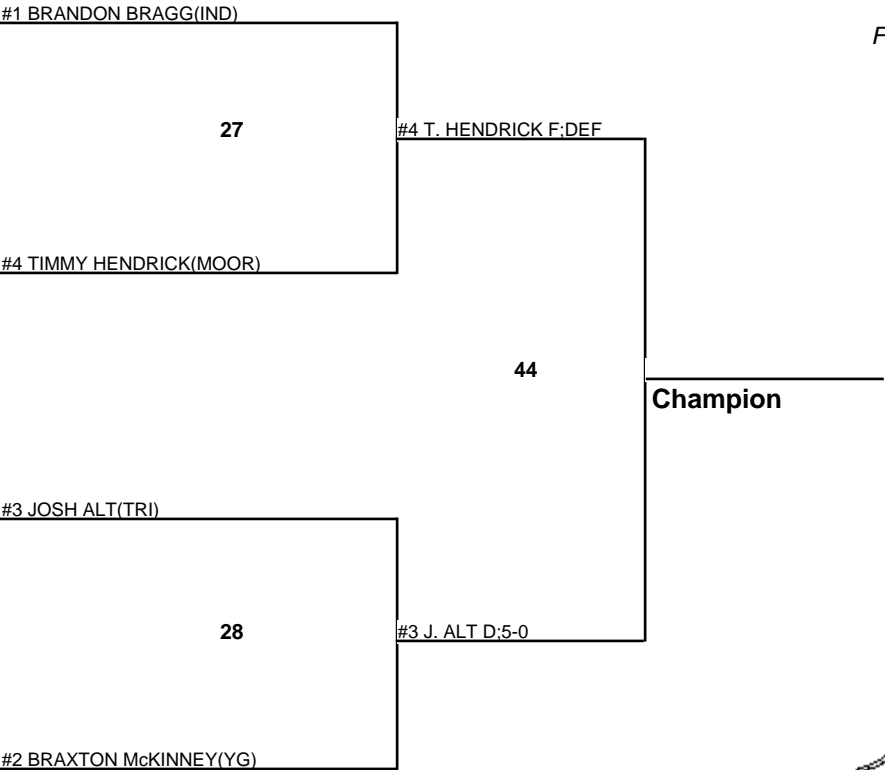 #1 BRANDON BRAGG(IND)
F
27
#4 T. HENDRICK F;DEF
#4 TIMMY HENDRICK(MOOR)
44
Champion
#3 JOSH ALT(TRI)
28
#3 J. ALT D;5-0
#2 BRAXTON McKINNEY(YG)